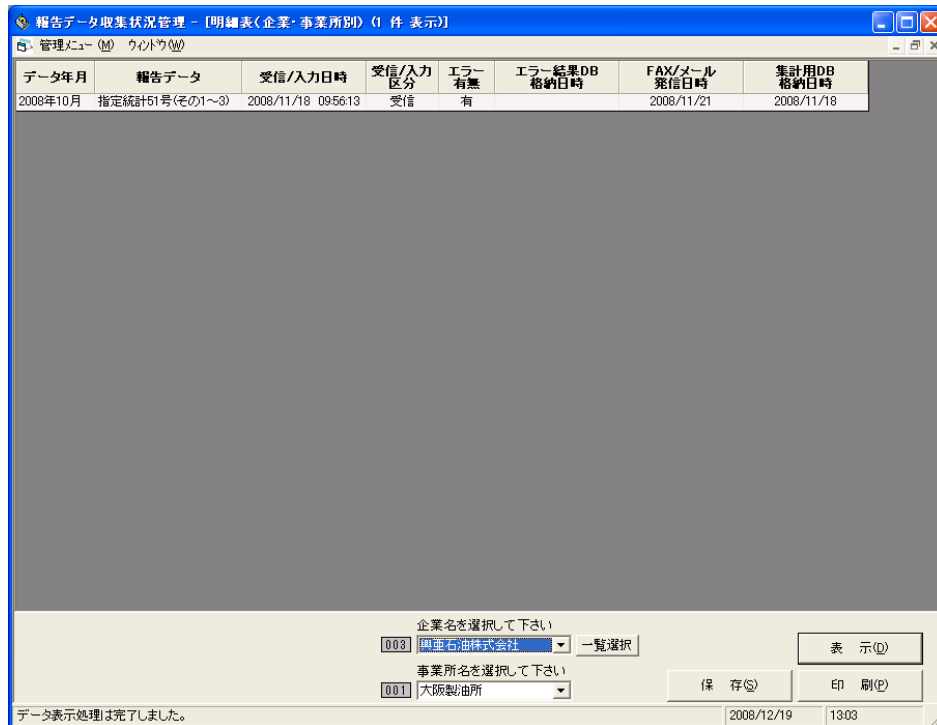 報告データ収集状況管理 - [明細表(企業・事業所別) (1 件 表示)]
管理メニュー(M) ウィンドウ(W)
データ年月 報告データ 受信/入力日時 受信/入力区分 エラー有無 エラー結果DB格納日時 FAX/メール発信日時 集計用DB格納日時
2008年10月 指定統計51号(その1～3) 2008/11/18 09:56:13 受信 有 2008/11/21 2008/11/18
企業名を選択して下さい
003 興亜石油株式会社 一覧選択
表 示(D)
事業所名を選択して下さい
001 大阪製油所
保 存(S) 印 刷(P)
データ表示処理は完了しました。 2008/12/19 13:03